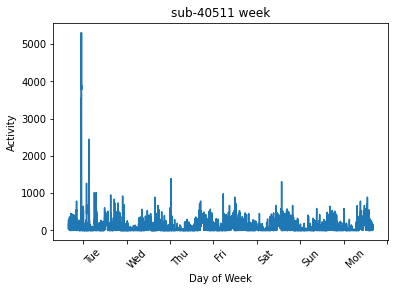 sub-40511 week
5000
4000
3000
2000
1000
0
Activity
Tue
Wed
Thu
Fri
Sat
Sun
Mon
Day of Week